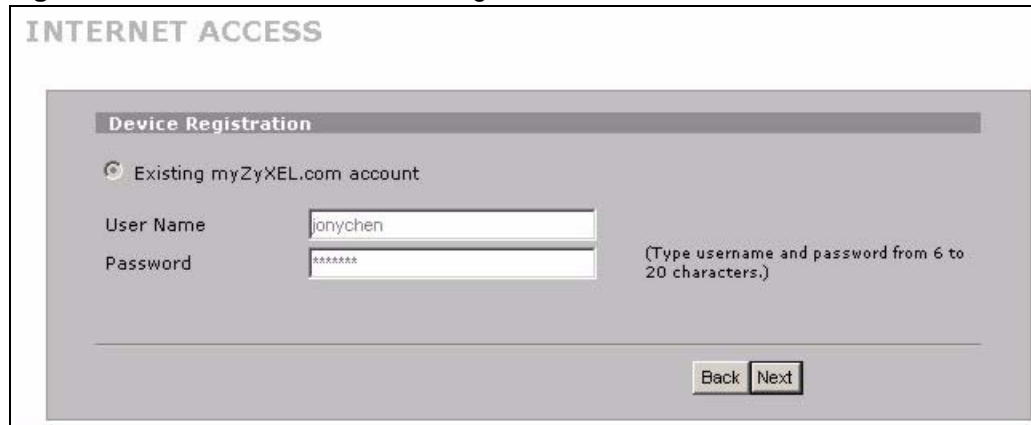 INTERNET ACCESS
Device Registration
Existing myZyXEL.com account
User Name
jonychen
Password
*******
(Type username and password from 6 to
20 characters.)
Back Next